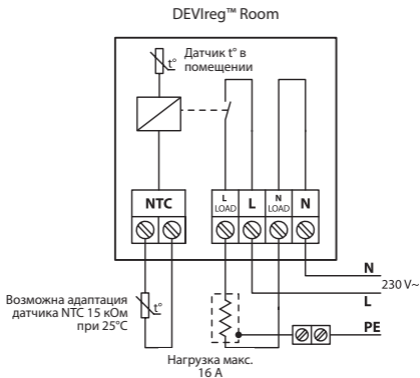 DEVIreg™ Room
Датчик t° в
помещении
t°
NTC
L
LOAD
L
N
LOAD
N
N
230 V~
L
PE
Возможна адаптация
датчика NTC 15 кОм
при 25°C
t°
Нагрузка макс.
16 А